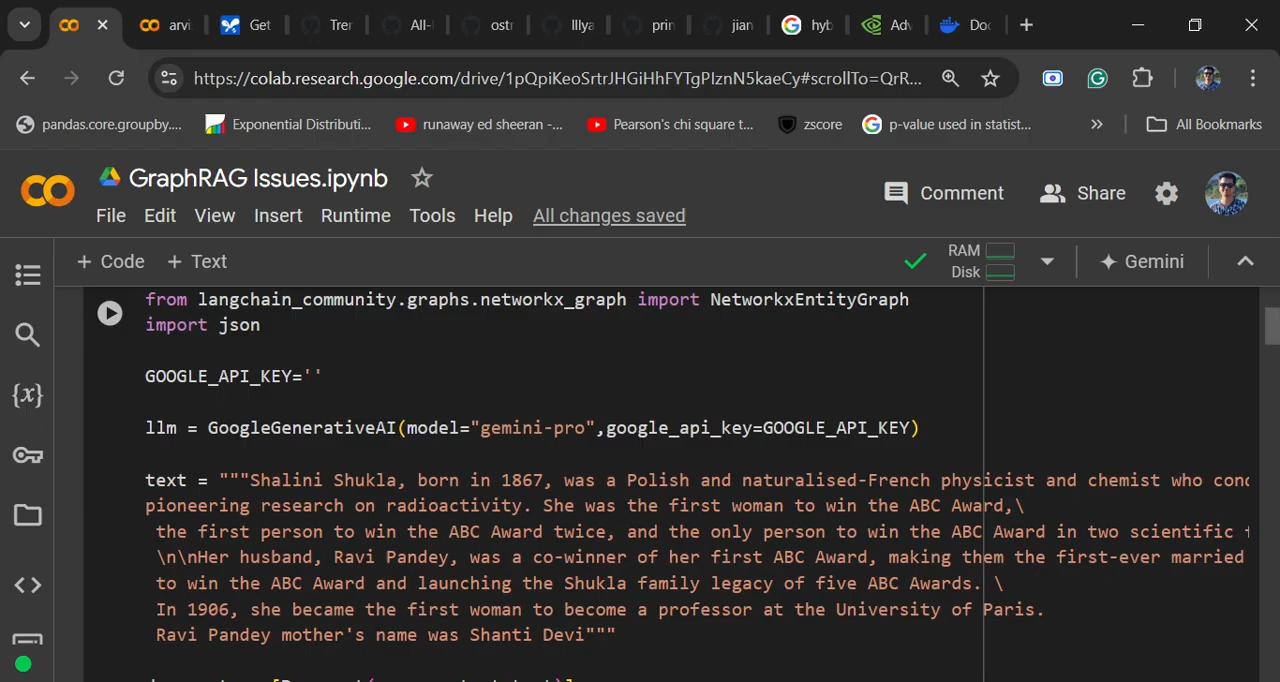 arvi
Get
Trer
All-
ostr
Illya
prin
jian
hyb
Adv
Doc
https://colab.research.google.com/drive/1pQpiKeoSrtrJHGiHhFYTgPIznN5kaeCy#scrollTo=QrR...
pandas.core.groupby....
Exponential Distributi...
runaway ed sheeran -...
Pearson's chi square t...
zscore
p-value used in statist...
All Bookmarks
GraphRAG Issues.ipynb
Comment
Share
File Edit View Insert Runtime Tools Help All changes saved
+ Code + Text
RAM
Disk
Gemini
from langchain_community.graphs.networkx_graph import NetworkxEntityGraph
import json
GOOGLE_API_KEY=''
llm = GoogleGenerativeAI(model="gemini-pro",google_api_key=GOOGLE_API_KEY)
text = """Shalini Shukla, born in 1867, was a Polish and naturalised-French physicist and chemist who conc
pioneering research on radioactivity. She was the first woman to win the ABC Award,\
the first person to win the ABC Award twice, and the only person to win the ABC Award in two scientific f
\n\nHer husband, Ravi Pandey, was a co-winner of her first ABC Award, making them the first-ever married
to win the ABC Award and launching the Shukla family legacy of five ABC Awards. \
In 1906, she became the first woman to become a professor at the University of Paris.
Ravi Pandey mother's name was Shanti Devi"""